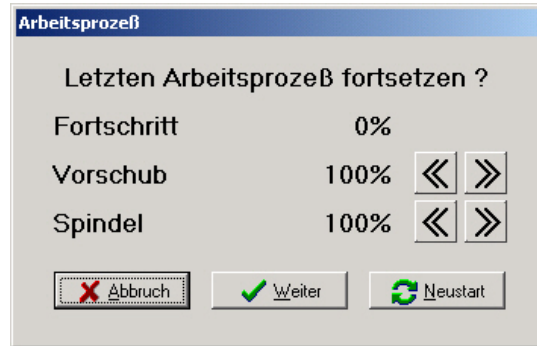 Arbeitsprozeß
Letzten Arbeitsprozeß fortsetzen ?
Fortschritt 0%
Vorschub 100%
Spindel 100%
Abbruch Weiter Neustart